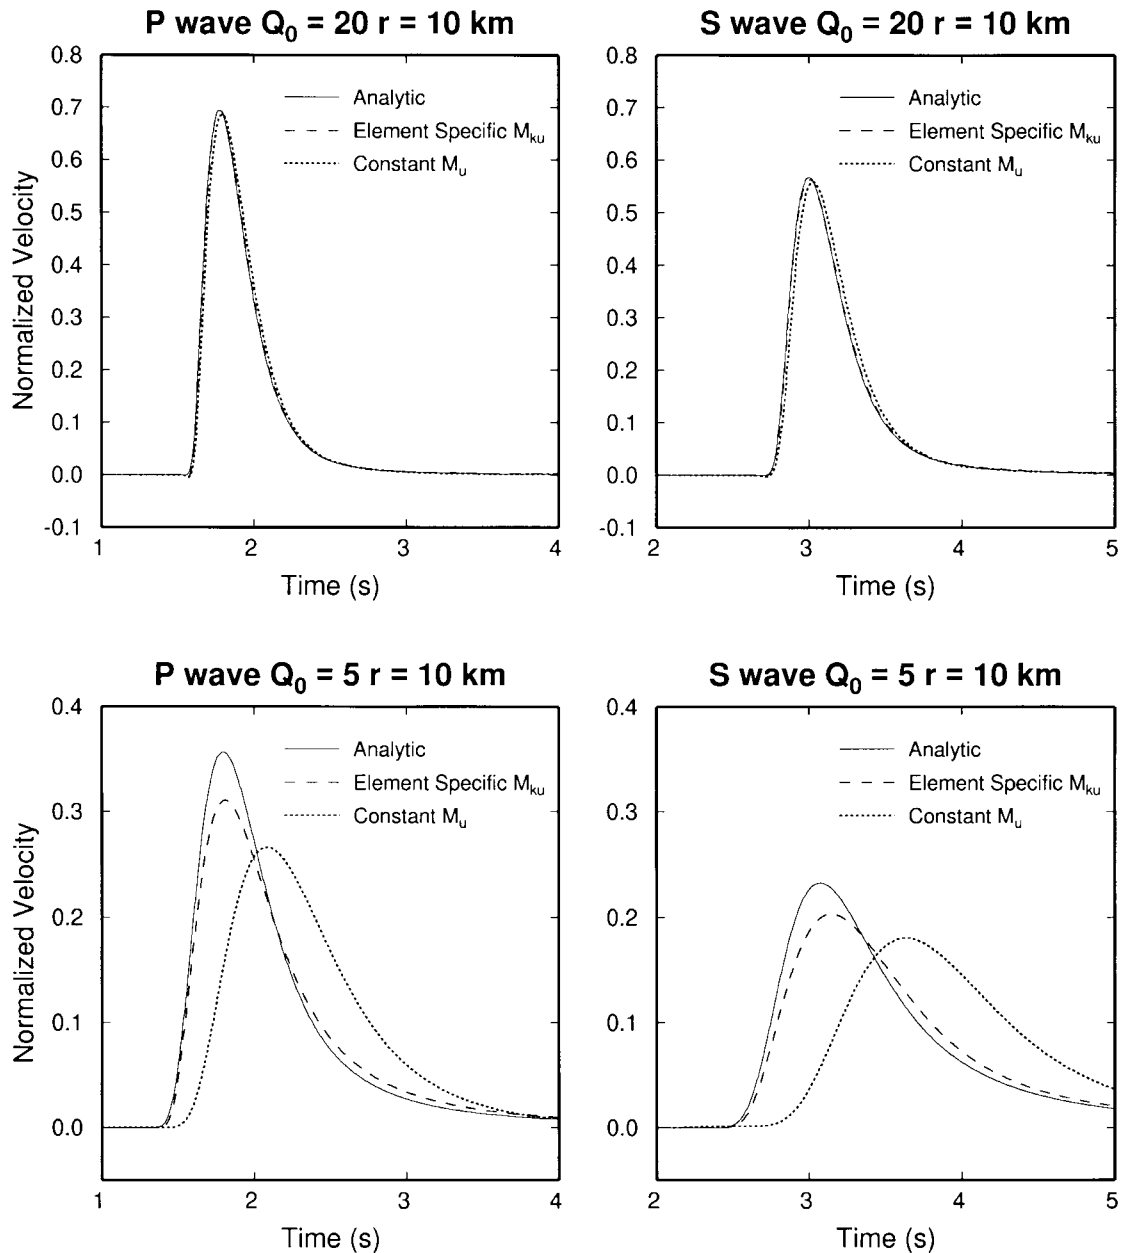 P wave Q0 = 20 r = 10 km
0.8
0.7
0.6
0.5
0.4
0.3
0.2
0.1
0.0
-0.1
Normalized Velocity
Analytic
Element Specific Mku
Constant Mu
1 2 3 4
Time (s)
S wave Q0 = 20 r = 10 km
0.8
0.7
0.6
0.5
0.4
0.3
0.2
0.1
0.0
-0.1
Analytic
Element Specific Mku
Constant Mu
2 3 4 5
Time (s)
P wave Q0 = 5 r = 10 km
0.4
0.3
0.2
0.1
0.0
Normalized Velocity
Analytic
Element Specific Mku
Constant Mu
1 2 3 4
Time (s)
S wave Q0 = 5 r = 10 km
0.4
0.3
0.2
0.1
0.0
Analytic
Element Specific Mku
Constant Mu
2 3 4 5
Time (s)